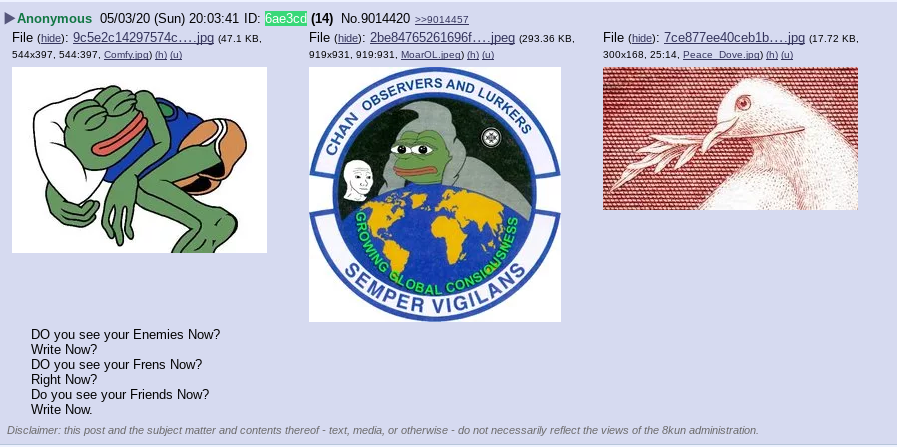 ▶Anonymous 05/03/20 (Sun) 20:03:41 ID: 6ae3cd (14) No.9014420 >>9014457
File (hide): 9c5e2c14297574c….jpg (47.1 KB, 544x397, 544:397, Comfy.jpg) (h) (u)
File (hide): 2be84765261696f….jpeg (293.36 KB, 919x931, 919:931, MoarOL.jpeg) (h) (u)
File (hide): 7ce877ee40ceb1b….jpg (17.72 KB, 300x168, 25:14, Peace_Dove.jpg) (h) (u)
CHAN OBSERVERS AND LURKERS
GROWING GLOBAL CONSIOUSNESS
SEMPER VIGILANS
DO you see your Enemies Now?
Write Now?
DO you see your Frens Now?
Right Now?
Do you see your Friends Now?
Write Now.
Disclaimer: this post and the subject matter and contents thereof - text, media, or otherwise - do not necessarily reflect the views of the 8kun administration.